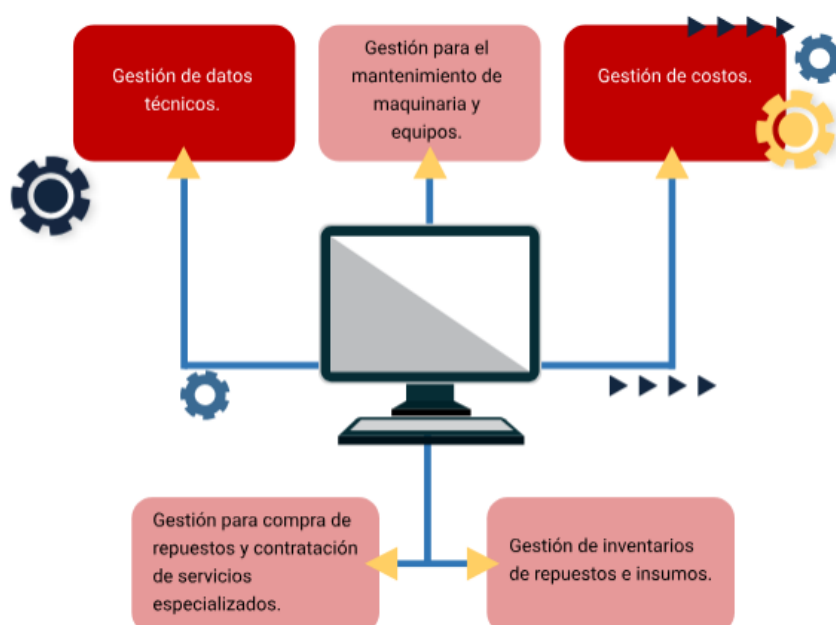 Gestión de datos
técnicos.
Gestión para el
mantenimiento de
maquinaria y
equipos.
Gestión de costos.
Gestión para compra de
repuestos y contratación
de servicios
especializados.
Gestión de inventarios
de repuestos e insumos.